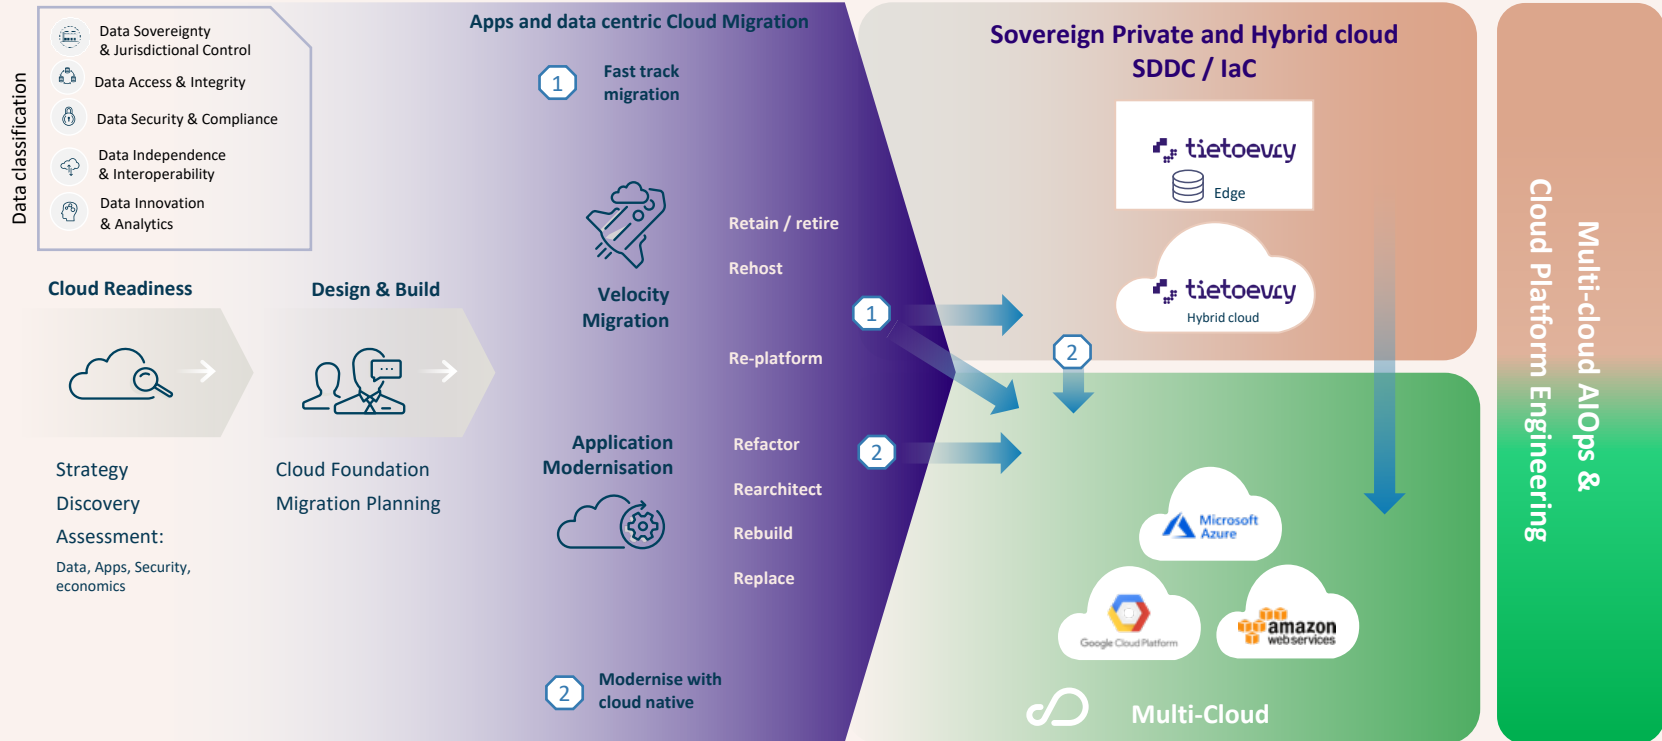 Data classification
Data Sovereignty
& Jurisdictional Control
Data Access & Integrity
Data Security & Compliance
Data Independence
& Interoperability
Data Innovation
& Analytics
Cloud Readiness
Strategy
Discovery
Assessment:
Data, Apps, Security,
economics
Design & Build
Cloud Foundation
Migration Planning
Apps and data centric Cloud Migration
1
Fast track
migration
Velocity
Migration
Retain / retire
Rehost
Re-platform
Application
Modernisation
Refactor
Rearchitect
Rebuild
Replace
2
Modernise with
cloud native
1
2
2
Sovereign Private and Hybrid cloud
SDDC / IaC
tietoevry
Edge
tietoevry
Hybrid cloud
Microsoft
Azure
Google Cloud Platform
amazon
webservices
Multi-Cloud
Multi-cloud AIOps &
Cloud Platform Engineering